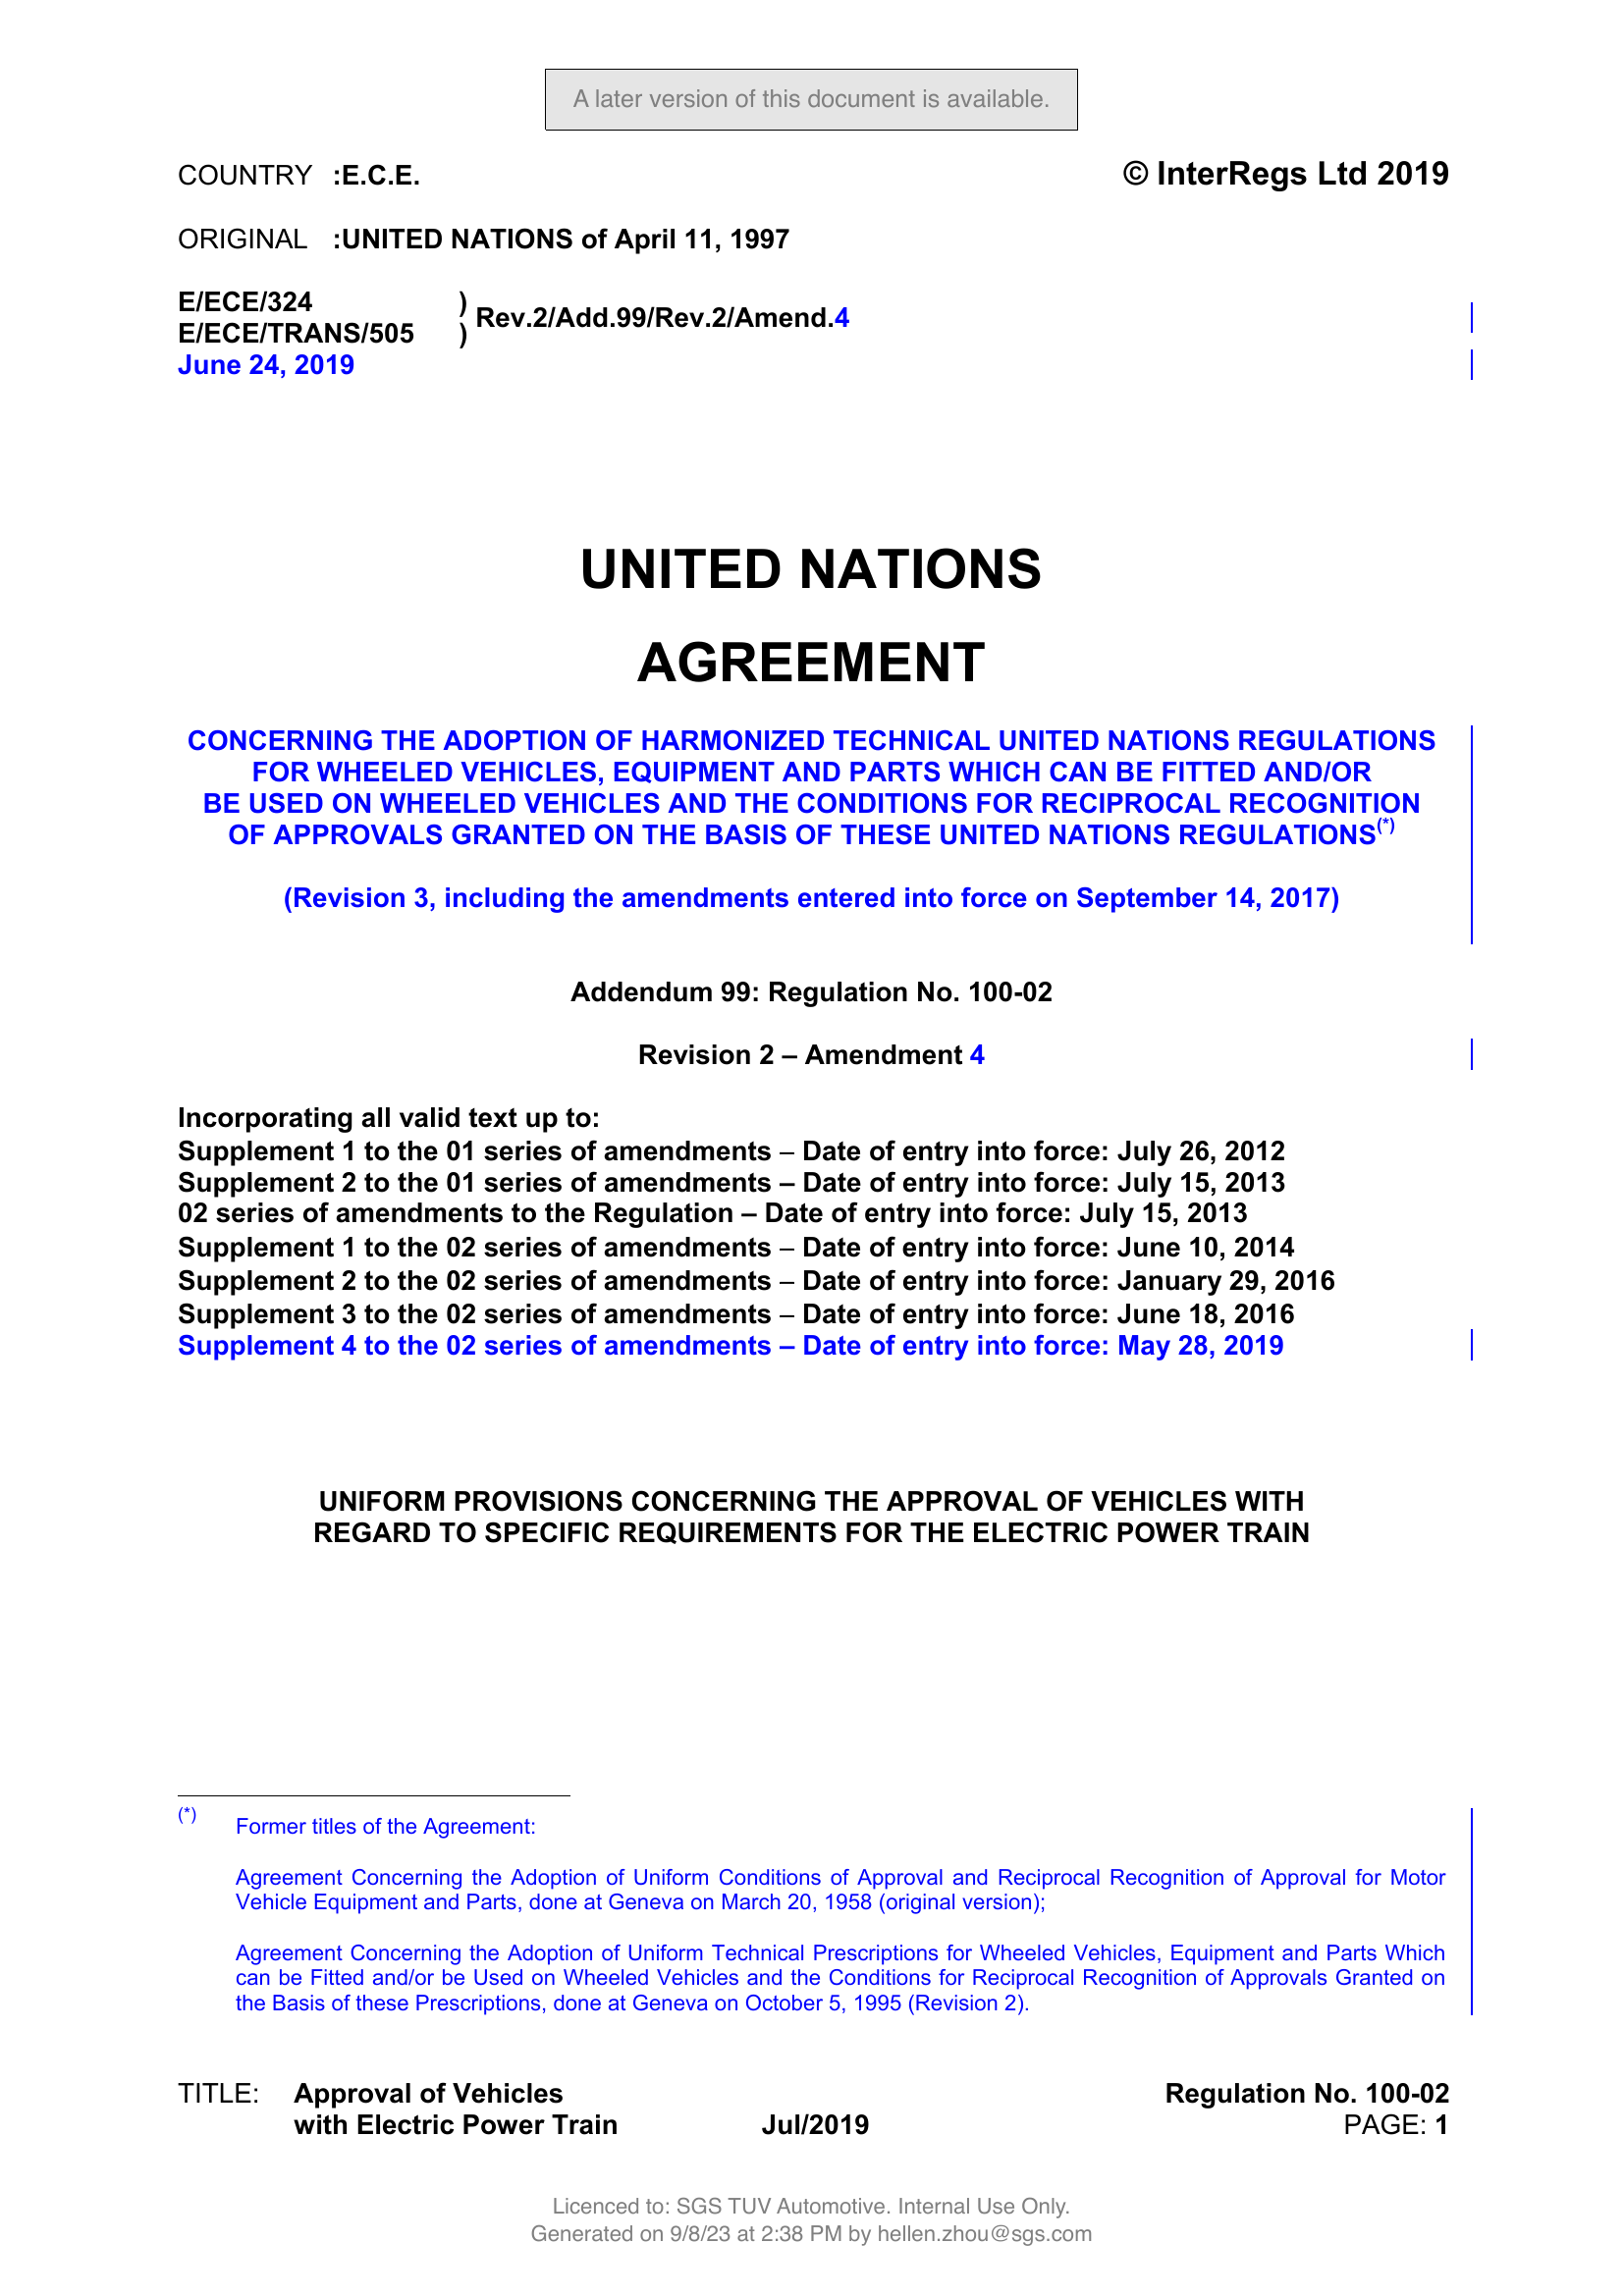 A later version of this document is available.
COUNTRY :E.C.E. © InterRegs Ltd 2019
ORIGINAL :UNITED NATIONS of April 11, 1997
E/ECE/324 )
Rev.2/Add.99/Rev.2/Amend.4
E/ECE/TRANS/505 )
June 24, 2019
UNITED NATIONS
AGREEMENT
CONCERNING THE ADOPTION OF HARMONIZED TECHNICAL UNITED NATIONS REGULATIONS
FOR WHEELED VEHICLES, EQUIPMENT AND PARTS WHICH CAN BE FITTED AND/OR
BE USED ON WHEELED VEHICLES AND THE CONDITIONS FOR RECIPROCAL RECOGNITION
OF APPROVALS GRANTED ON THE BASIS OF THESE UNITED NATIONS REGULATIONS(*)
(Revision 3, including the amendments entered into force on September 14, 2017)
Addendum 99: Regulation No. 100-02
Revision 2 – Amendment 4
Incorporating all valid text up to:
Supplement 1 to the 01 series of amendments – Date of entry into force: July 26, 2012
Supplement 2 to the 01 series of amendments – Date of entry into force: July 15, 2013
02 series of amendments to the Regulation – Date of entry into force: July 15, 2013
Supplement 1 to the 02 series of amendments – Date of entry into force: June 10, 2014
Supplement 2 to the 02 series of amendments – Date of entry into force: January 29, 2016
Supplement 3 to the 02 series of amendments – Date of entry into force: June 18, 2016
Supplement 4 to the 02 series of amendments – Date of entry into force: May 28, 2019
UNIFORM PROVISIONS CONCERNING THE APPROVAL OF VEHICLES WITH
REGARD TO SPECIFIC REQUIREMENTS FOR THE ELECTRIC POWER TRAIN
(*) Former titles of the Agreement:
Agreement Concerning the Adoption of Uniform Conditions of Approval and Reciprocal Recognition of Approval for Motor
Vehicle Equipment and Parts, done at Geneva on March 20, 1958 (original version);
Agreement Concerning the Adoption of Uniform Technical Prescriptions for Wheeled Vehicles, Equipment and Parts Which
can be Fitted and/or be Used on Wheeled Vehicles and the Conditions for Reciprocal Recognition of Approvals Granted on
the Basis of these Prescriptions, done at Geneva on October 5, 1995 (Revision 2).
TITLE: Approval of Vehicles Regulation No. 100-02
with Electric Power Train Jul/2019 PAGE: 1
Licenced to: SGS TUV Automotive. Internal Use Only.
Generated on 9/8/23 at 2:38 PM by hellen.zhou@sgs.com